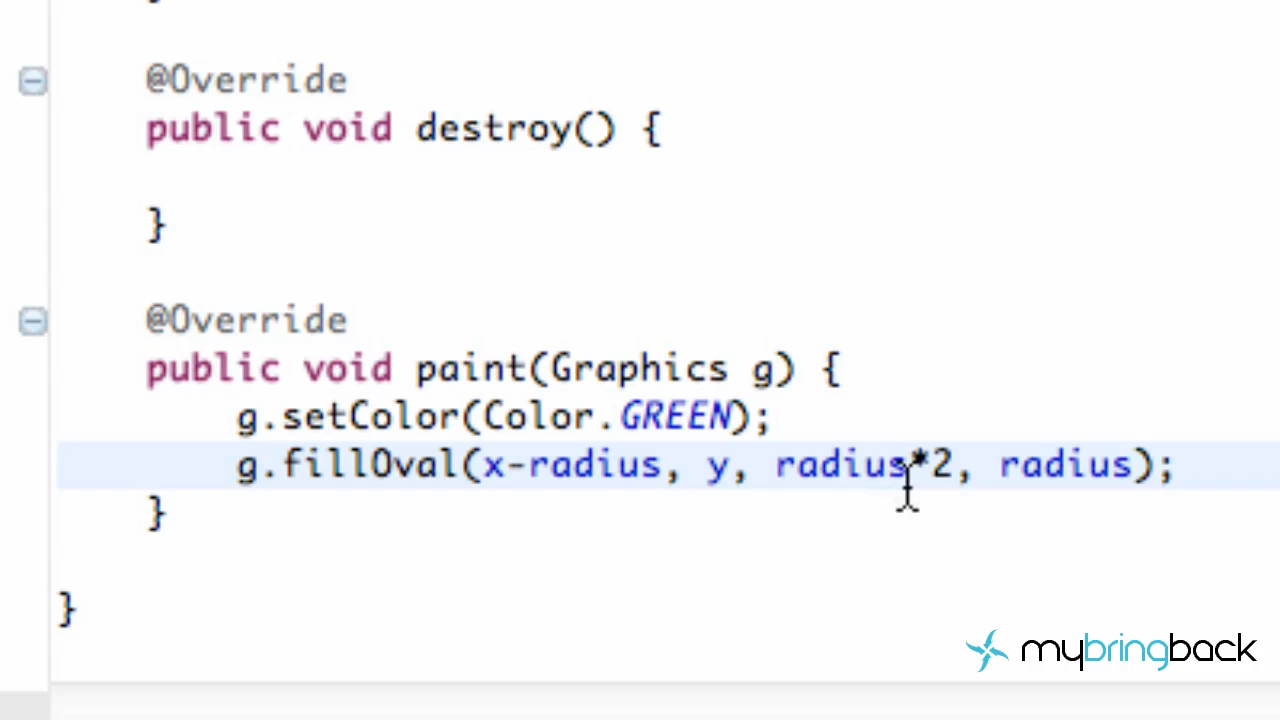 @Override
public void destroy() {
}
@Override
public void paint(Graphics g) {
g.setColor(Color.GREEN);
g.fillOval(x-radius, y, radius*2, radius);
}
}
mybringback